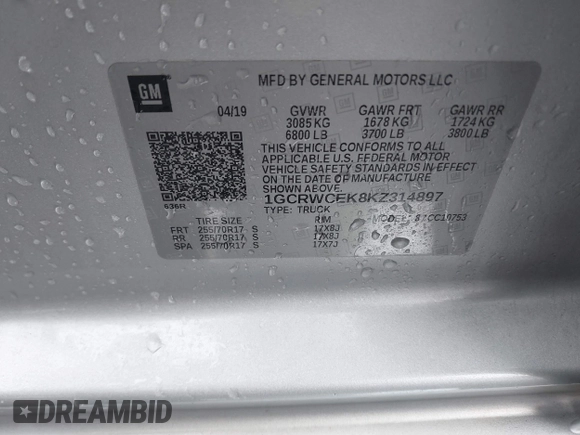 GM
MFD BY GENERAL MOTORS LLC
04/19 GVWR GAWR FRT GAWR RR
3085 KG 1678 KG 1724 KG
6800 LB 3700 LB 3800 LB
THIS VEHICLE CONFORMS TO ALL
APPLICABLE U.S. FEDERAL MOTOR
VEHICLE SAFETY STANDARDS IN EFFECT
ON THE DATE OF MANUFACTURE
SHOWN ABOVE.
1GCRWCEK8KZ314897
636R
TYPE: TRUCK
MODEL:
TIRE SIZE RIM
FRT 255/70R17 S 17X8J
RR 255/70R17 S 17X8J
SPA 255/70R17 S 17X7J
DREAMBID